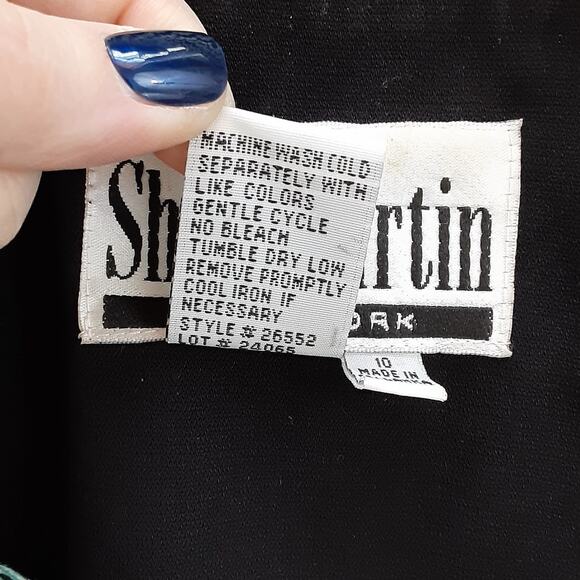 MACHINE WASH COLD
SEPARATELY WITH
LIKE COLORS
GENTLE CYCLE
NO BLEACH
TUMBLE DRY LOW
REMOVE PROMPTLY
COOL IRON IF
NECESSARY
STYLE # 26552
LOT # 24065
Sh rtin
ORK
10
MADE IN